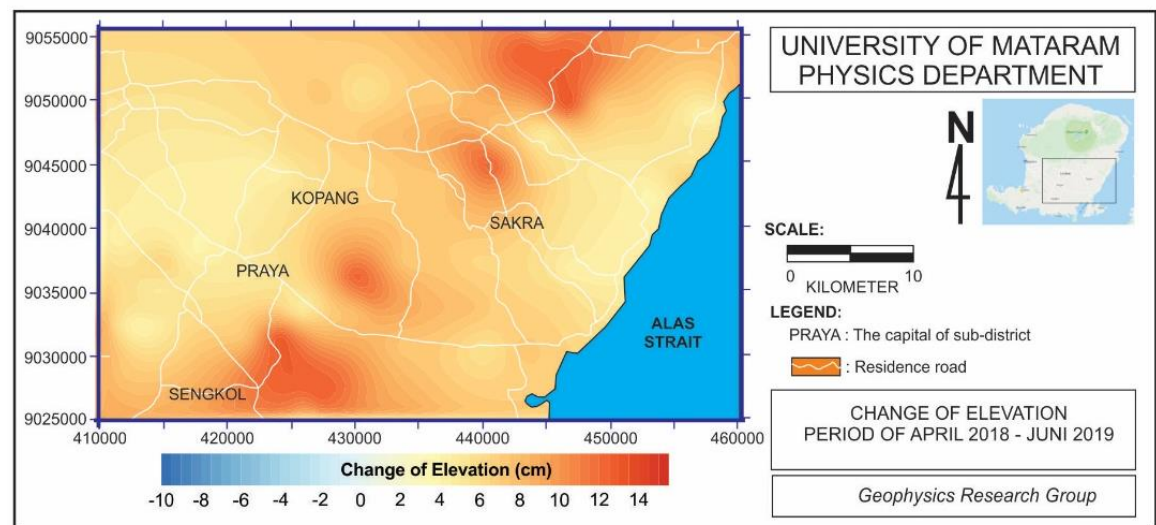 9055000
9050000
9045000
9040000
9035000
9030000
9025000
410000
420000
430000
440000
450000
460000
KOPANG
SAKRA
PRAYA
SENGKOL
ALAS
STRAIT
Change of Elevation (cm)
-10 -8 -6 -4 -2 0 2 4 6 8 10 12 14
UNIVERSITY OF MATARAM
PHYSICS DEPARTMENT
N
SCALE:
0 10
KILOMETER
LEGEND:
PRAYA : The capital of sub-district
: Residence road
CHANGE OF ELEVATION
PERIOD OF APRIL 2018 - JUNI 2019
Geophysics Research Group